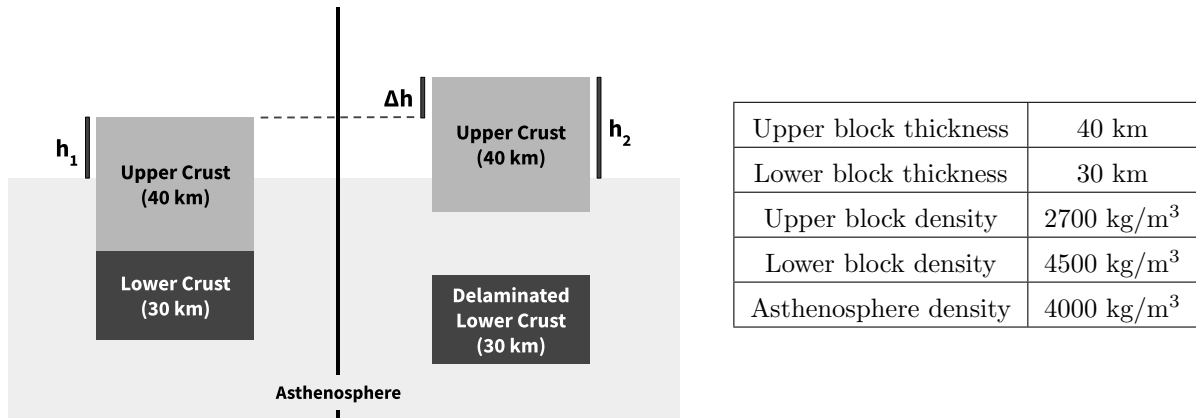 h1
Upper Crust
(40 km)
Lower Crust
(30 km)
Δh
Upper Crust
(40 km)
h2
Delaminated
Lower Crust
(30 km)
Asthenosphere
Upper block thickness 40 km
Lower block thickness 30 km
Upper block density 2700 kg/m³
Lower block density 4500 kg/m³
Asthenosphere density 4000 kg/m³